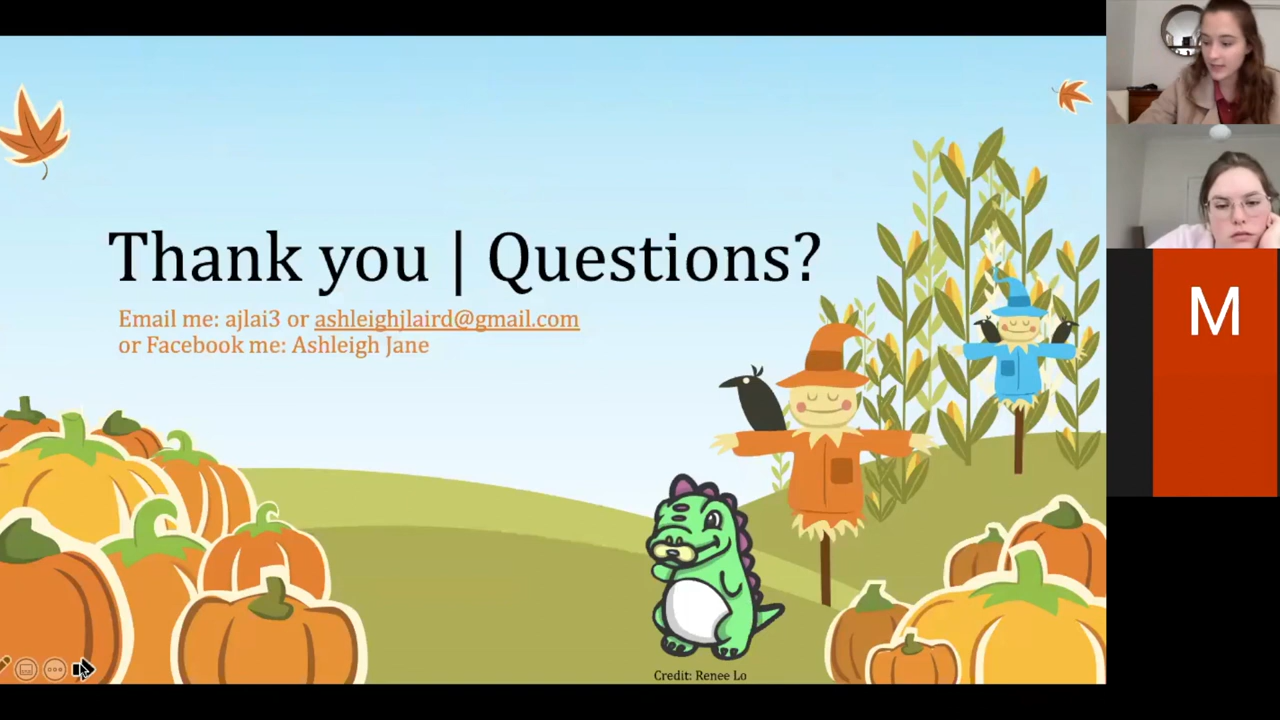 Thank you | Questions?
Email me: ajlai3 or ashleighjlaird@gmail.com
or Facebook me: Ashleigh Jane
Credit: Renee Lo
M